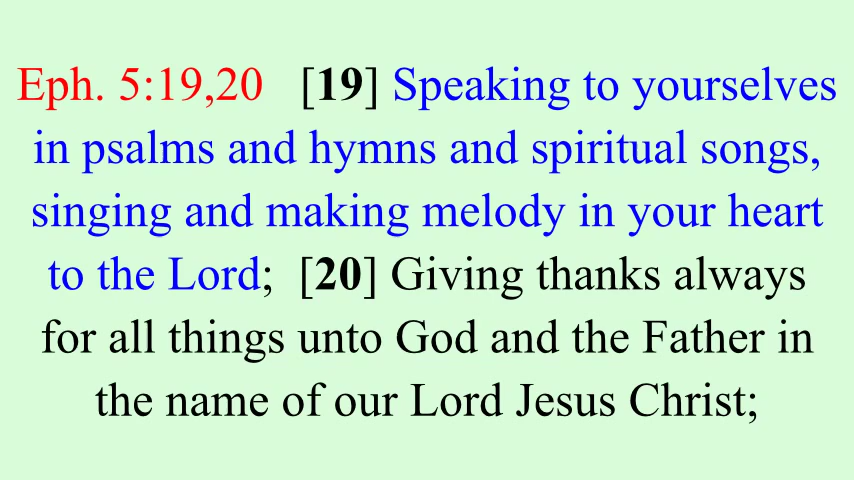 Eph. 5:19,20 [19] Speaking to yourselves
in psalms and hymns and spiritual songs,
singing and making melody in your heart
to the Lord; [20] Giving thanks always
for all things unto God and the Father in
the name of our Lord Jesus Christ;